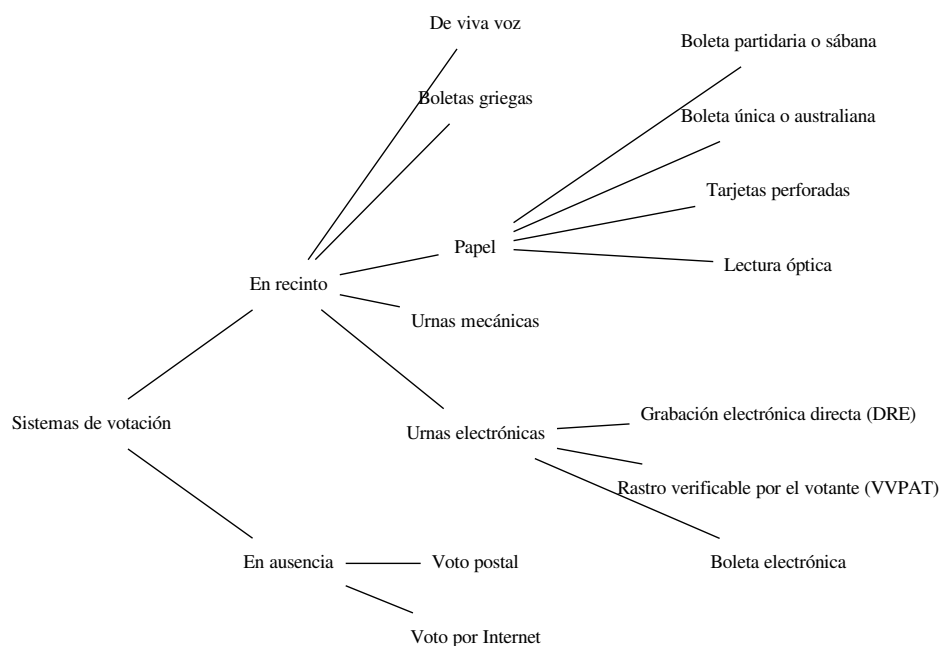 De viva voz
Boleta partidaria o sábana
Boletas griegas
Boleta única o australiana
Tarjetas perforadas
Papel
Lectura óptica
En recinto
Urnas mecánicas
Grabación electrónica directa (DRE)
Sistemas de votación
Urnas electrónicas
Rastro verificable por el votante (VVPAT)
En ausencia
Voto postal
Boleta electrónica
Voto por Internet